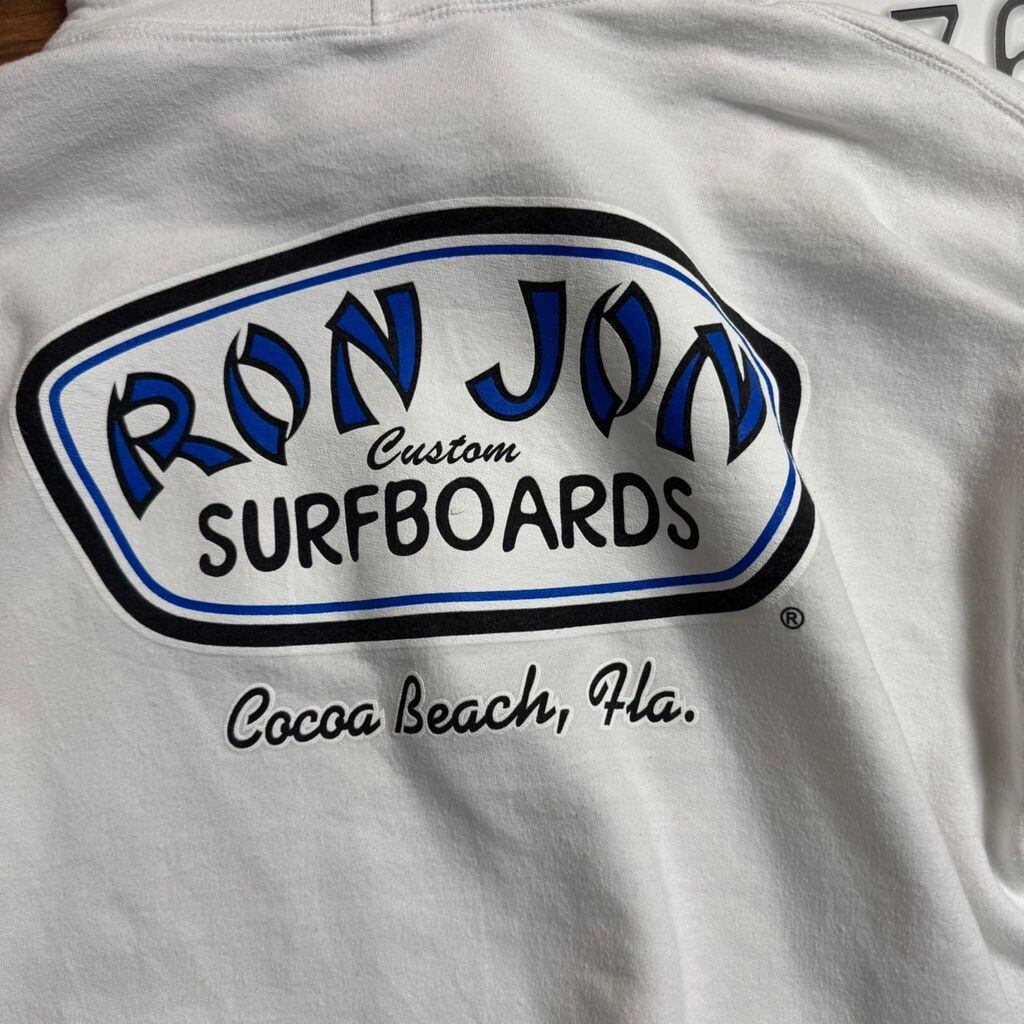 RON JON
Custom
SURFBOARDS
®
Cocoa Beach, Fla.